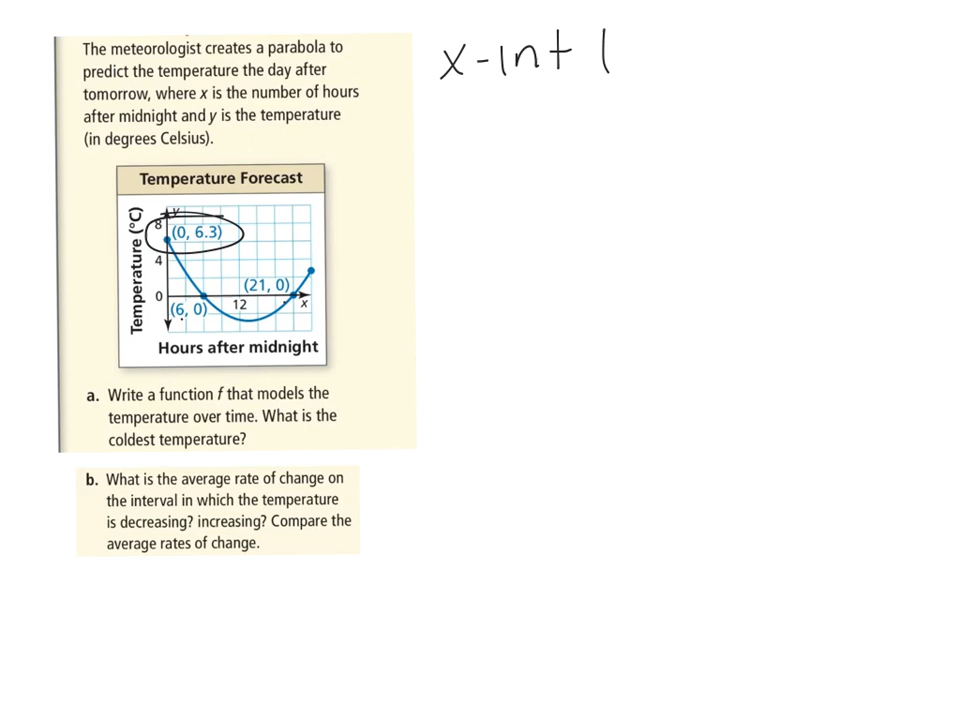 The meteorologist creates a parabola to
predict the temperature the day after
tomorrow, where x is the number of hours
after midnight and y is the temperature
(in degrees Celsius).
x-int |
Temperature Forecast
Temperature (°C)
y
8
(0, 6.3)
4
(21, 0)
0
(6, 0)
12
x
Hours after midnight
a. Write a function f that models the
temperature over time. What is the
coldest temperature?
b. What is the average rate of change on
the interval in which the temperature
is decreasing? increasing? Compare the
average rates of change.